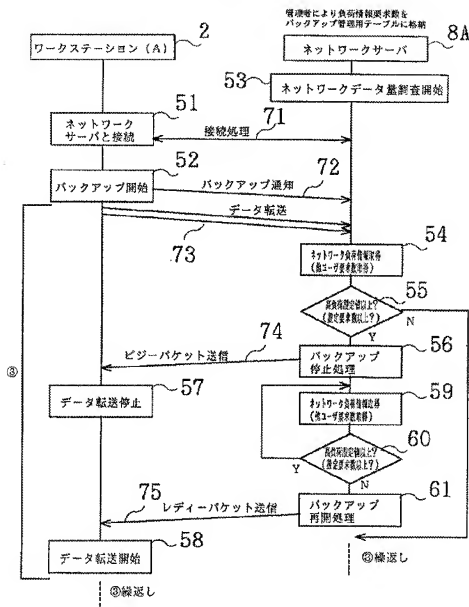 管理者により負荷情報要求数を
バックアップ管理用テーブルに格納
2
ワークステーション(A)
8A
ネットワークサーバ
53
ネットワークデータ量調査開始
51
ネットワーク
サーバと接続
71
接続処理
52
バックアップ開始
72
バックアップ通知
データ転送
73
54
ネットワーク負荷情報取得
(他ユーザ要求数取得)
55
高負荷設定値以上?
(設定要求数以上?)
N
Y
74
ビジーパケット送信
56
バックアップ
停止処理
③
57
データ転送停止
59
ネットワーク負荷情報取得
(他ユーザ要求数取得)
60
高負荷設定値以上?
(設定要求数以上?)
Y
N
75
レディーパケット送信
61
バックアップ
再開処理
58
データ転送開始
③繰返し
②繰返し